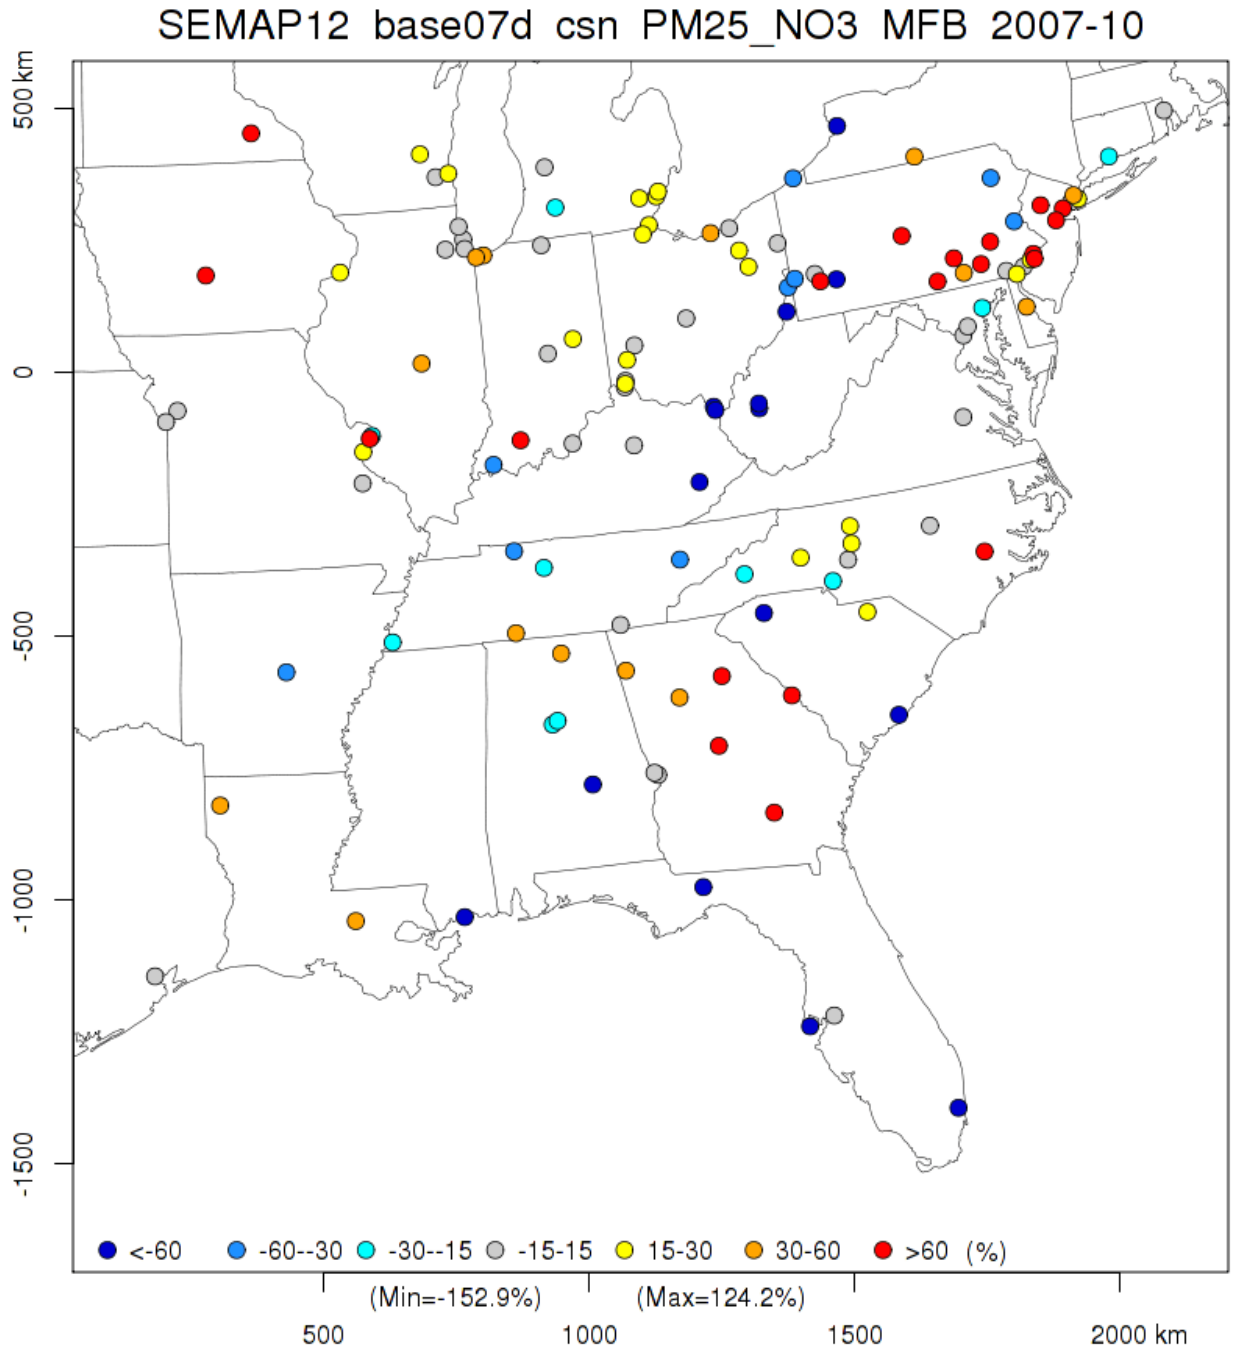 SEMAP12 base07d csn PM25_NO3 MFB 2007-10
500 km
0
-500
-1000
-1500
<-60 -60--30 -30--15 -15-15 15-30 30-60 >60 (%)
(Min=-152.9%) (Max=124.2%)
500 1000 1500 2000 km